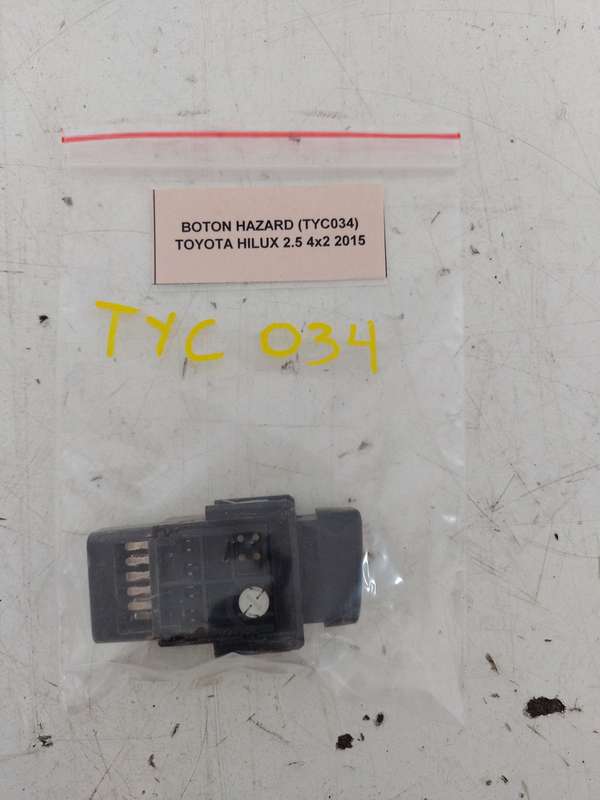 BOTON HAZARD (TYC034)
TOYOTA HILUX 2.5 4x2 2015
TYC 034